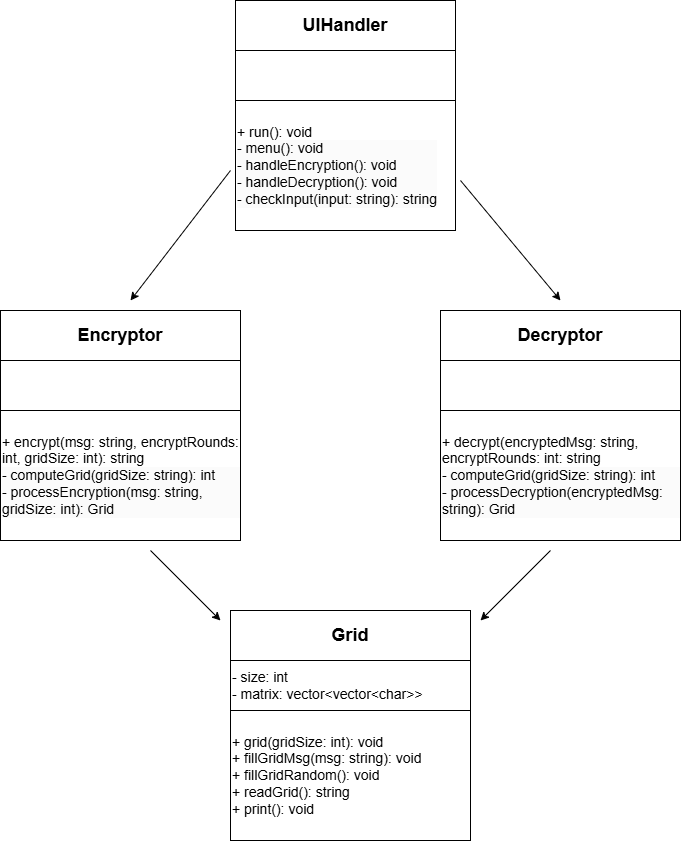 UIHandler
+ run(): void
- menu(): void
- handleEncryption(): void
- handleDecryption(): void
- checkInput(input: string): string
Encryptor
+ encrypt(msg: string, encryptRounds:
int, gridSize: int): string
- computeGrid(gridSize: string): int
- processEncryption(msg: string,
gridSize: int): Grid
Decryptor
+ decrypt(encryptedMsg: string,
encryptRounds: int: string
- computeGrid(gridSize: string): int
- processDecryption(encryptedMsg:
string): Grid
Grid
- size: int
- matrix: vector<vector<char>>
+ grid(gridSize: int): void
+ fillGridMsg(msg: string): void
+ fillGridRandom(): void
+ readGrid(): string
+ print(): void